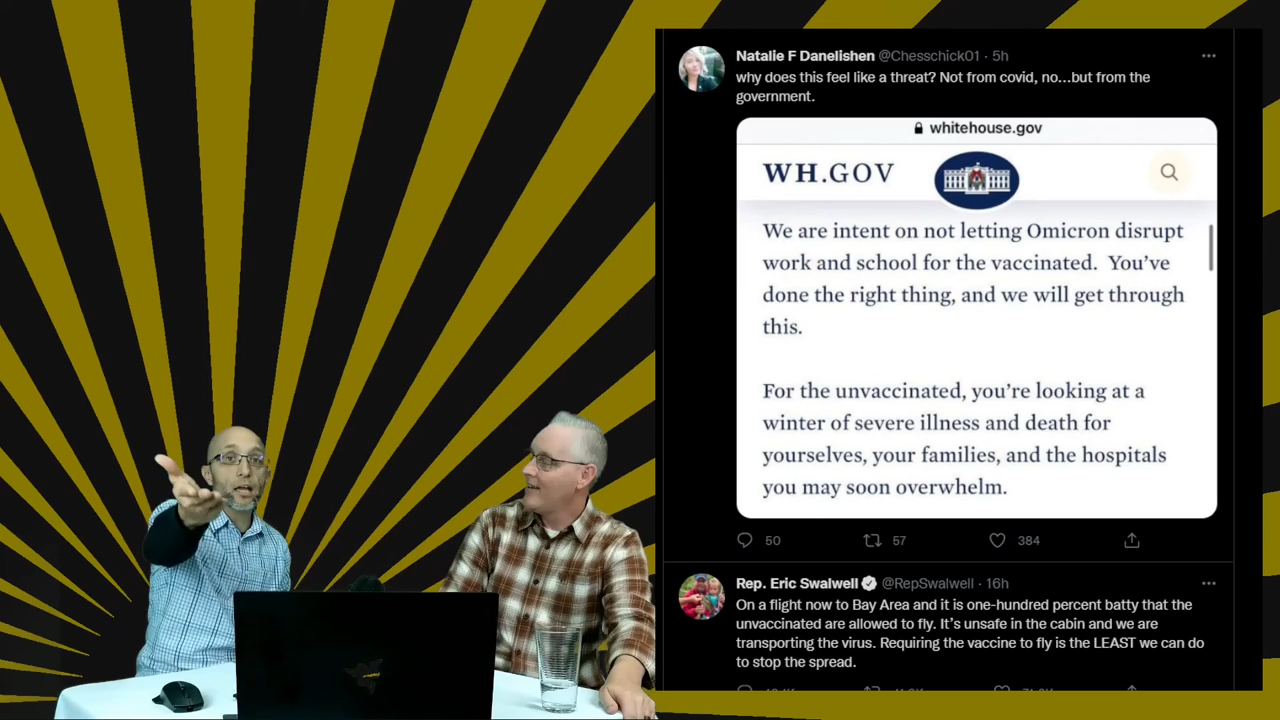 Natalie F Danelishen @Chesschick01 · 5h
why does this feel like a threat? Not from covid, no...but from the
government.
whitehouse.gov
WH.GOV
We are intent on not letting Omicron disrupt
work and school for the vaccinated. You've
done the right thing, and we will get through
this.
For the unvaccinated, you're looking at a
winter of severe illness and death for
yourselves, your families, and the hospitals
you may soon overwhelm.
50 57 384
Rep. Eric Swalwell @RepSwalwell · 16h
On a flight now to Bay Area and it is one-hundred percent batty that the
unvaccinated are allowed to fly. It's unsafe in the cabin and we are
transporting the virus. Requiring the vaccine to fly is the LEAST we can do
to stop the spread.